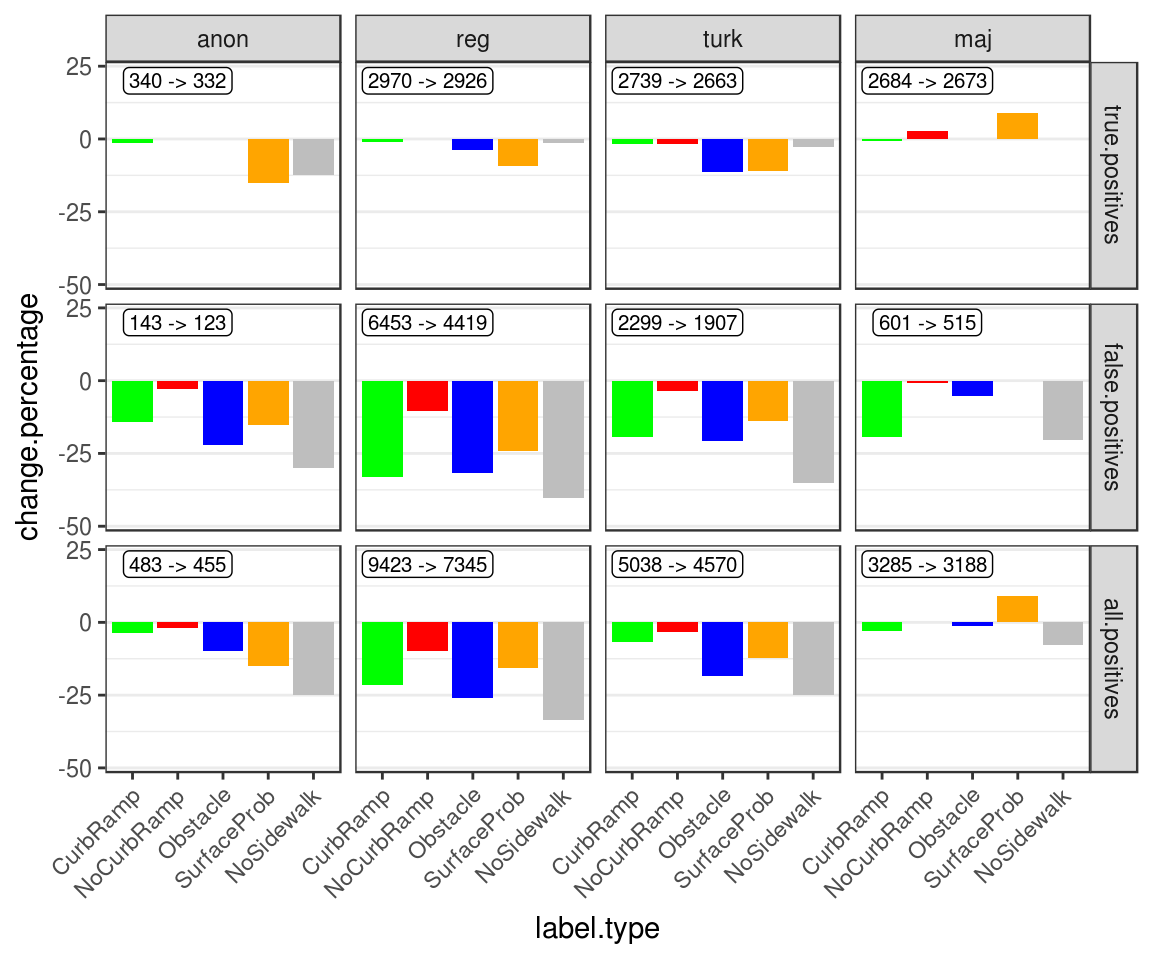 anon reg turk maj
25 340 -> 332 2970 -> 2926 2739 -> 2663 2684 -> 2673
0
-25
-50
true.positives
25 143 -> 123 6453 -> 4419 2299 -> 1907 601 -> 515
0
-25
-50
false.positives
25 483 -> 455 9423 -> 7345 5038 -> 4570 3285 -> 3188
0
-25
-50
all.positives
change.percentage
CurbRamp NoCurbRamp Obstacle SurfaceProb NoSidewalk CurbRamp NoCurbRamp Obstacle SurfaceProb NoSidewalk CurbRamp NoCurbRamp Obstacle SurfaceProb NoSidewalk CurbRamp NoCurbRamp Obstacle SurfaceProb NoSidewalk
label.type